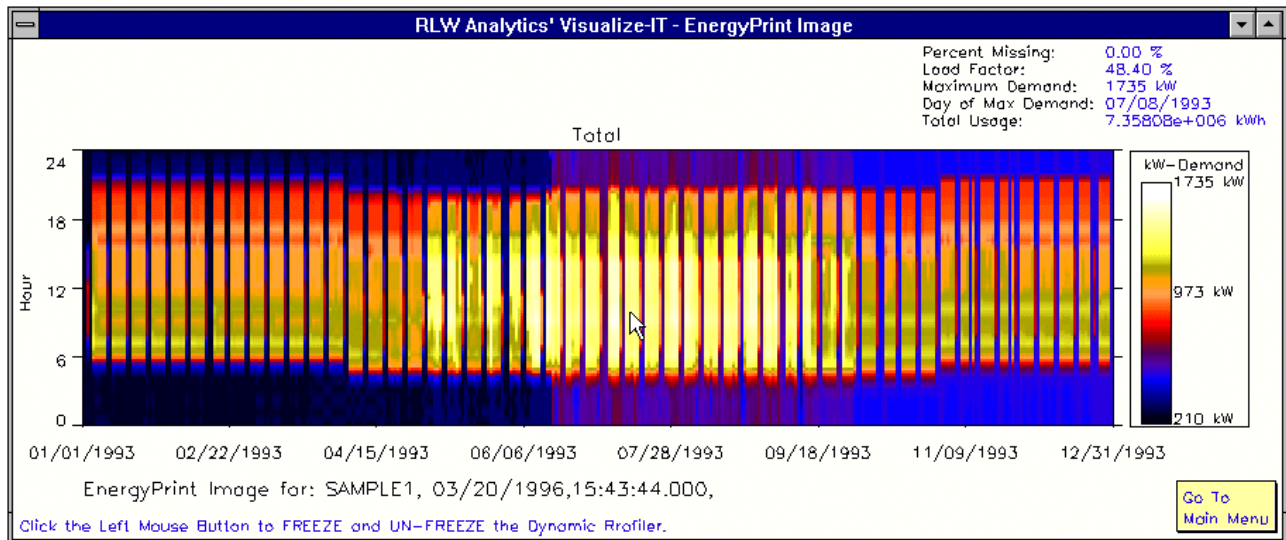 RLW Analytics' Visualize-IT - EnergyPrint Image
Percent Missing: 0.00 %
Load Factor: 48.40 %
Maximum Demand: 1735 kW
Day of Max Demand: 07/08/1993
Total Usage: 7.35808e+006 kWh
Total
24
18
Hour
12
6
0
kW-Demand
1735 kW
973 kW
210 kW
01/01/1993 02/22/1993 04/15/1993 06/06/1993 07/28/1993 09/18/1993 11/09/1993 12/31/1993
EnergyPrint Image for: SAMPLE1, 03/20/1996,15:43:44.000,
Go To
Main Menu
Click the Left Mouse Button to FREEZE and UN-FREEZE the Dynamic Rrofiler.